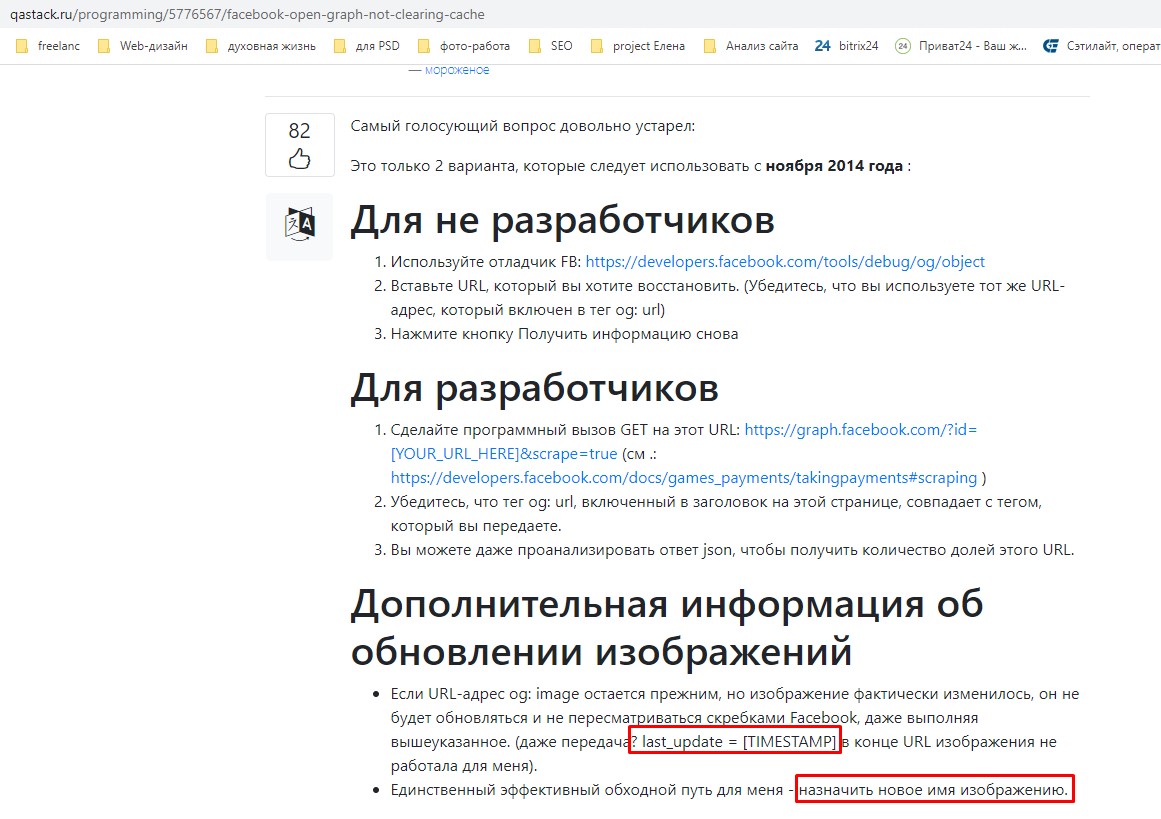 qastack.ru/programming/5776567/facebook-open-graph-not-clearing-cache
freelanc Web-дизайн духовная жизнь для PSD фото-работа SEO project Елена Анализ сайта 24 bitrix24 24 Приват24 - Ваш ж... Сэтилайт, операт
— мороженое
82
Самый голосующий вопрос довольно устарел:
Это только 2 варианта, которые следует использовать с ноября 2014 года :
Для не разработчиков
1. Используйте отладчик FB: https://developers.facebook.com/tools/debug/og/object
2. Вставьте URL, который вы хотите восстановить. (Убедитесь, что вы используете тот же URL-
адрес, который включен в тег og: url)
3. Нажмите кнопку Получить информацию снова
Для разработчиков
1. Сделайте программный вызов GET на этот URL: https://graph.facebook.com/?id=
[YOUR_URL_HERE]&scrape=true (см .:
https://developers.facebook.com/docs/games_payments/takingpayments#scraping )
2. Убедитесь, что тег og: url, включенный в заголовок на этой странице, совпадает с тегом,
который вы передаете.
3. Вы можете даже проанализировать ответ json, чтобы получить количество долей этого URL.
Дополнительная информация об
обновлении изображений
• Если URL-адрес og: image остается прежним, но изображение фактически изменилось, он не
будет обновляться и не пересматриваться скребками Facebook, даже выполняя
вышеуказанное. (даже передача? last_update = [TIMESTAMP] в конце URL изображения не
работала для меня).
• Единственный эффективный обходной путь для меня - назначить новое имя изображению.